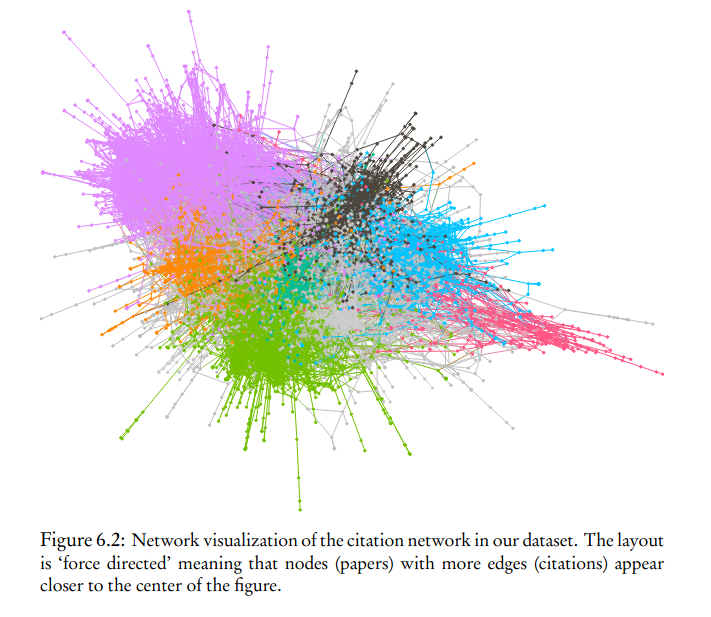 Figure 6.2: Network visualization of the citation network in our dataset. The layout
is ‘force directed’ meaning that nodes (papers) with more edges (citations) appear
closer to the center of the figure.